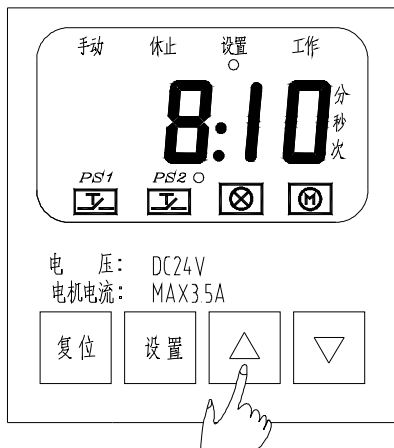 手动 休止 设置 工作
8:10 分
秒
次
PS1 PS2
M
电 压： DC24V
电机电流： MAX3.5A
复位 设置